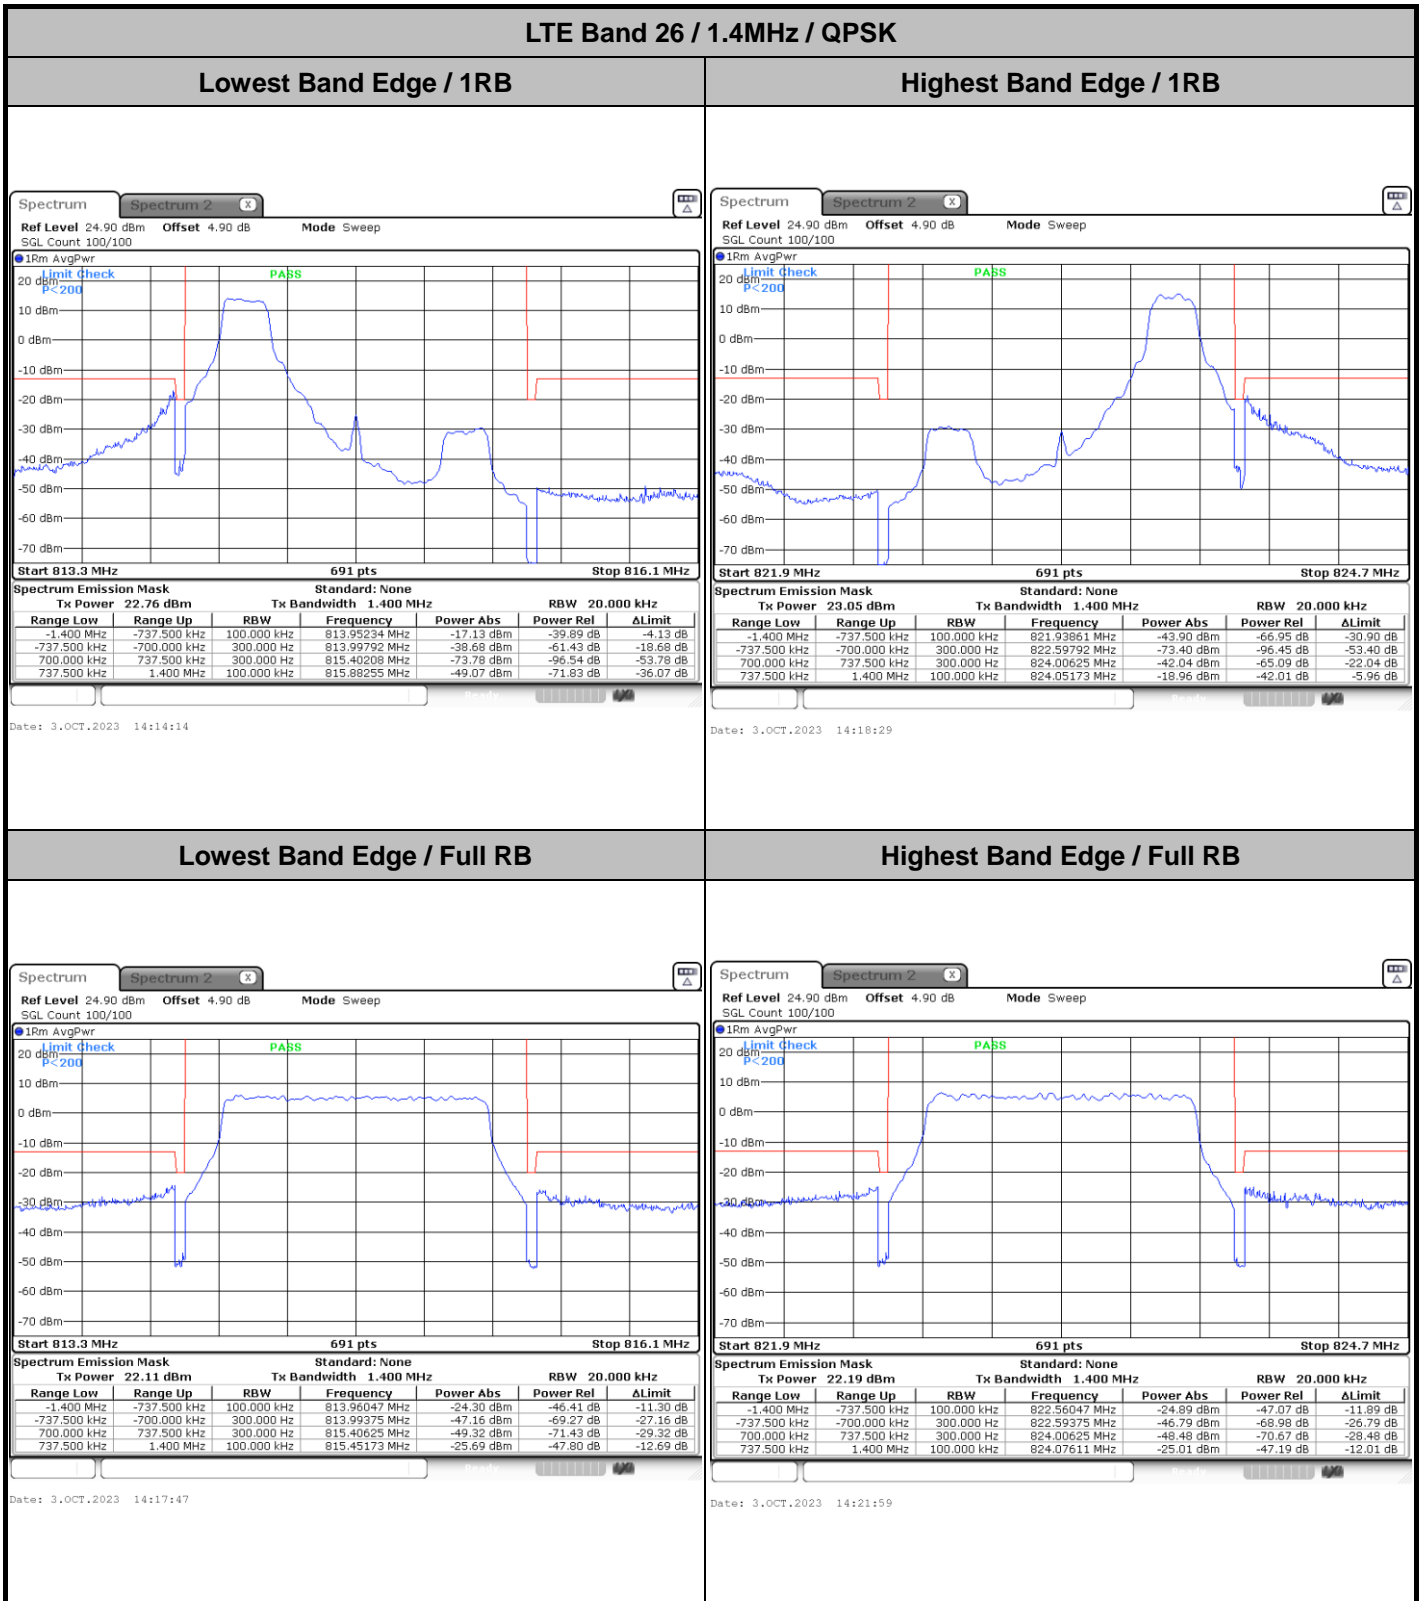 LTE Band 26 / 1.4MHz / QPSK
Lowest Band Edge / 1RB
Highest Band Edge / 1RB
Spectrum Spectrum 2 X
Ref Level 24.90 dBm Offset 4.90 dB Mode Sweep
SGL Count 100/100
1Rm AvgPwr
Limit Check PASS
P<200
20 dBm
10 dBm
0 dBm
-10 dBm
-20 dBm
-30 dBm
-40 dBm
-50 dBm
-60 dBm
-70 dBm
Start 813.3 MHz 691 pts Stop 816.1 MHz
Spectrum Emission Mask Standard: None
Tx Power 22.76 dBm Tx Bandwidth 1.400 MHz RBW 20.000 kHz
Range Low Range Up RBW Frequency Power Abs Power Rel ΔLimit
-1.400 MHz -737.500 kHz 100.000 kHz 813.95234 MHz -17.13 dBm -39.89 dB -4.13 dB
-737.500 kHz -700.000 kHz 300.000 Hz 813.99792 MHz -38.68 dBm -61.43 dB -18.68 dB
700.000 kHz 737.500 kHz 300.000 Hz 815.40208 MHz -73.78 dBm -96.54 dB -53.78 dB
737.500 kHz 1.400 MHz 100.000 kHz 815.88255 MHz -49.07 dBm -71.83 dB -36.07 dB
Ready
Date: 3.OCT.2023 14:14:14
Spectrum Spectrum 2 X
Ref Level 24.90 dBm Offset 4.90 dB Mode Sweep
SGL Count 100/100
1Rm AvgPwr
Limit Check PASS
P<200
20 dBm
10 dBm
0 dBm
-10 dBm
-20 dBm
-30 dBm
-40 dBm
-50 dBm
-60 dBm
-70 dBm
Start 821.9 MHz 691 pts Stop 824.7 MHz
Spectrum Emission Mask Standard: None
Tx Power 23.05 dBm Tx Bandwidth 1.400 MHz RBW 20.000 kHz
Range Low Range Up RBW Frequency Power Abs Power Rel ΔLimit
-1.400 MHz -737.500 kHz 100.000 kHz 821.93861 MHz -43.90 dBm -66.95 dB -30.90 dB
-737.500 kHz -700.000 kHz 300.000 Hz 822.59792 MHz -73.40 dBm -96.45 dB -53.40 dB
700.000 kHz 737.500 kHz 300.000 Hz 824.00625 MHz -42.04 dBm -65.09 dB -22.04 dB
737.500 kHz 1.400 MHz 100.000 kHz 824.05173 MHz -18.96 dBm -42.01 dB -5.96 dB
Ready
Date: 3.OCT.2023 14:18:29
Lowest Band Edge / Full RB
Highest Band Edge / Full RB
Spectrum Spectrum 2 X
Ref Level 24.90 dBm Offset 4.90 dB Mode Sweep
SGL Count 100/100
1Rm AvgPwr
Limit Check PASS
P<200
20 dBm
10 dBm
0 dBm
-10 dBm
-20 dBm
-30 dBm
-40 dBm
-50 dBm
-60 dBm
-70 dBm
Start 813.3 MHz 691 pts Stop 816.1 MHz
Spectrum Emission Mask Standard: None
Tx Power 22.11 dBm Tx Bandwidth 1.400 MHz RBW 20.000 kHz
Range Low Range Up RBW Frequency Power Abs Power Rel ΔLimit
-1.400 MHz -737.500 kHz 100.000 kHz 813.96047 MHz -24.30 dBm -46.41 dB -11.30 dB
-737.500 kHz -700.000 kHz 300.000 Hz 813.99375 MHz -47.16 dBm -69.27 dB -27.16 dB
700.000 kHz 737.500 kHz 300.000 Hz 815.40625 MHz -49.32 dBm -71.43 dB -29.32 dB
737.500 kHz 1.400 MHz 100.000 kHz 815.45173 MHz -25.69 dBm -47.80 dB -12.69 dB
Ready
Date: 3.OCT.2023 14:17:47
Spectrum Spectrum 2 X
Ref Level 24.90 dBm Offset 4.90 dB Mode Sweep
SGL Count 100/100
1Rm AvgPwr
Limit Check PASS
P<200
20 dBm
10 dBm
0 dBm
-10 dBm
-20 dBm
-30 dBm
-40 dBm
-50 dBm
-60 dBm
-70 dBm
Start 821.9 MHz 691 pts Stop 824.7 MHz
Spectrum Emission Mask Standard: None
Tx Power 22.19 dBm Tx Bandwidth 1.400 MHz RBW 20.000 kHz
Range Low Range Up RBW Frequency Power Abs Power Rel ΔLimit
-1.400 MHz -737.500 kHz 100.000 kHz 822.56047 MHz -24.89 dBm -47.07 dB -11.89 dB
-737.500 kHz -700.000 kHz 300.000 Hz 822.59375 MHz -46.79 dBm -68.98 dB -26.79 dB
700.000 kHz 737.500 kHz 300.000 Hz 824.00625 MHz -48.48 dBm -70.67 dB -28.48 dB
737.500 kHz 1.400 MHz 100.000 kHz 824.07611 MHz -25.01 dBm -47.19 dB -12.01 dB
Ready
Date: 3.OCT.2023 14:21:59